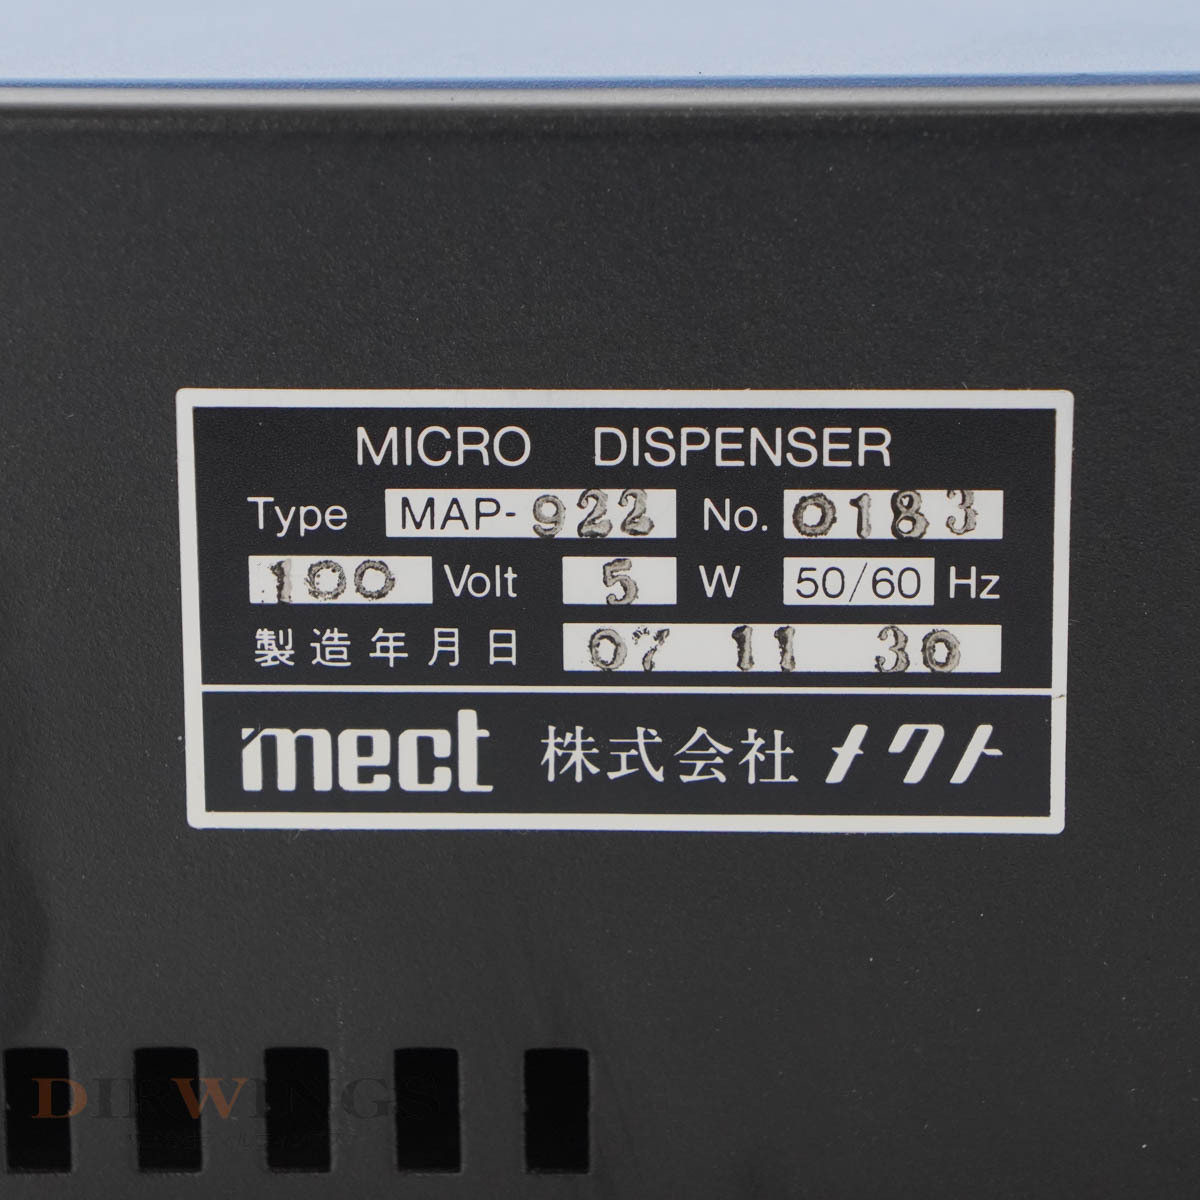 MICRO DISPENSER
Type MAP-922 No. 0183
100 Volt 5 W 50/60 Hz
製造年月日 07 11 30
mect 株式会社メクト
DIRWINGS